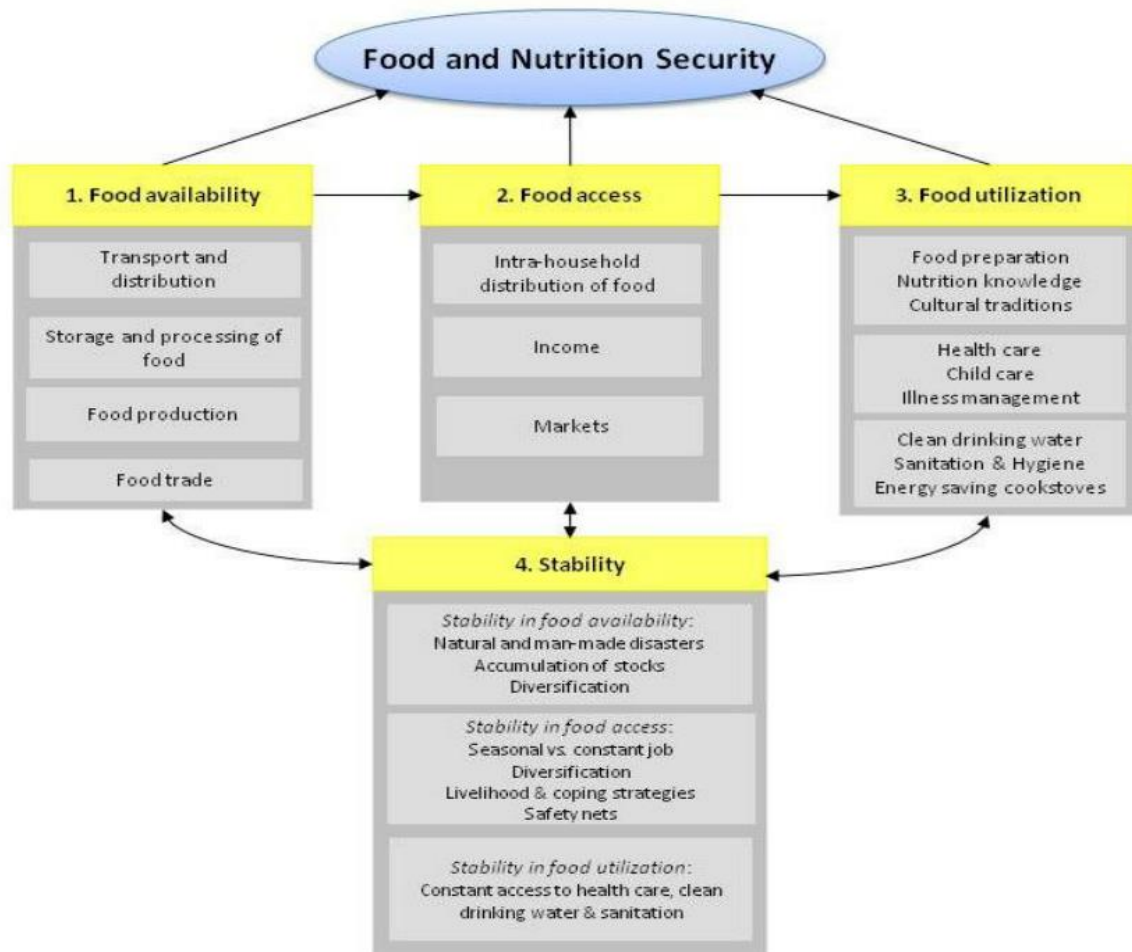 Food and Nutrition Security
1. Food availability
Transport and
distribution
Storage and processing of
food
Food production
Food trade
2. Food access
Intra-household
distribution of food
Income
Markets
3. Food utilization
Food preparation
Nutrition knowledge
Cultural traditions
Health care
Child care
Illness management
Clean drinking water
Sanitation & Hygiene
Energy saving cookstoves
4. Stability
Stability in food availability:
Natural and man-made disasters
Accumulation of stocks
Diversification
Stability in food access:
Seasonal vs. constant job
Diversification
Livelihood & coping strategies
Safety nets
Stability in food utilization:
Constant access to health care, clean
drinking water & sanitation